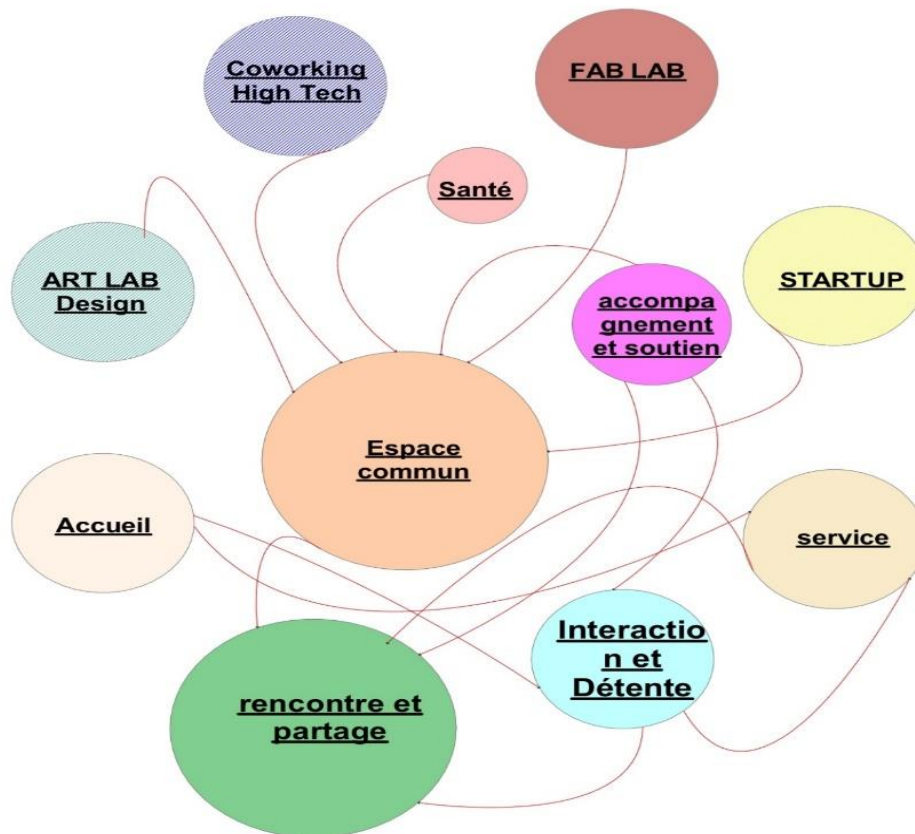 Coworking
High Tech
FAB LAB
Santé
ART LAB
Design
accompa
gnement
et soutien
STARTUP
Espace
commun
Accueil
service
Interactio
n et
Détente
rencontre et
partage